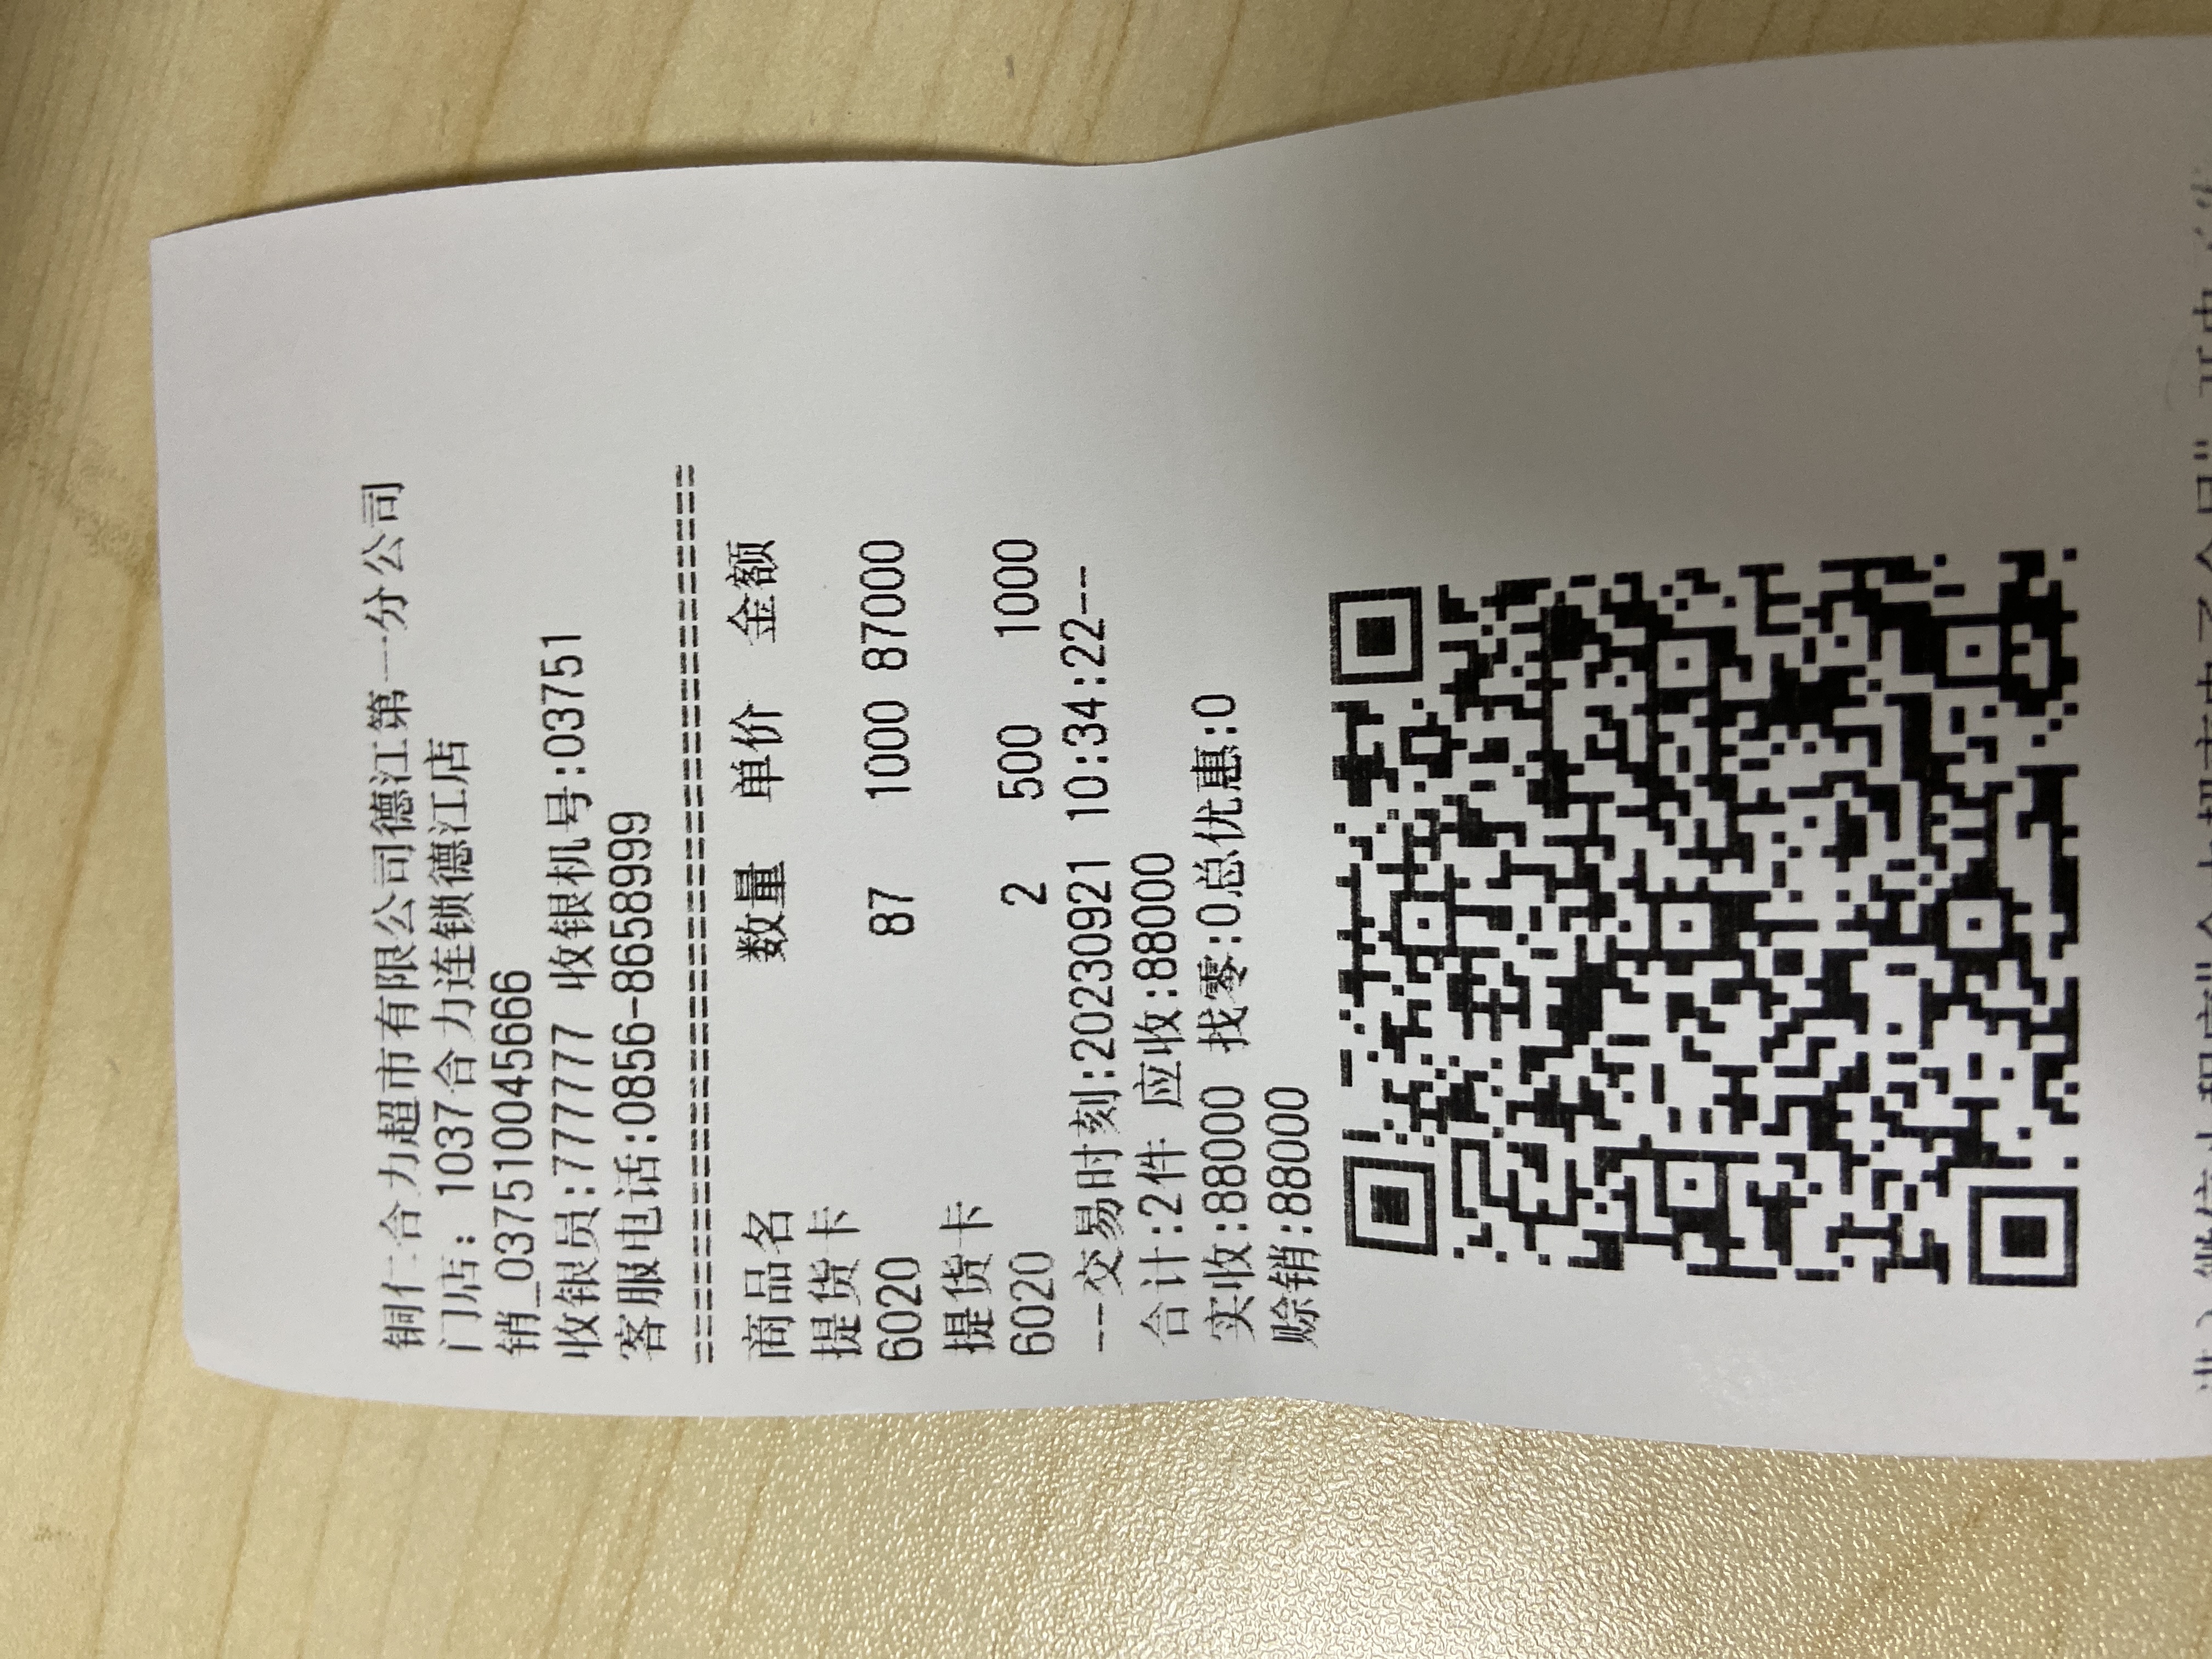 铜仁合力超市有限公司德江第一分公司
门店: 1037合力连锁德江店
销_037510045666
收银员:777777 收银机号:03751
客服电话:0856-8658999
==========================================
商品名 数量 单价 金额
提货卡
6020 87 1000 87000
提货卡
6020 2 500 1000
--交易时刻:20230921 10:34:22--
合计:2件 应收:88000
实收:88000 找零:0总优惠:0
赊销:88000